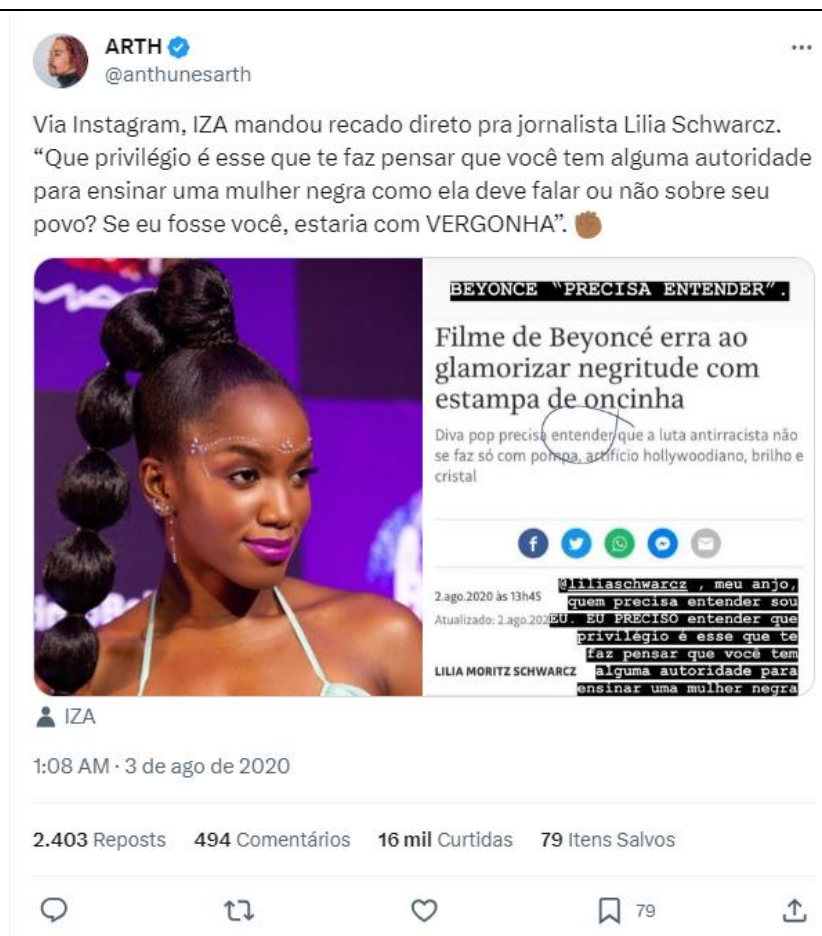 ARTH
@anthunesarth
Via Instagram, IZA mandou recado direto pra jornalista Lilia Schwarcz.
“Que privilégio é esse que te faz pensar que você tem alguma autoridade
para ensinar uma mulher negra como ela deve falar ou não sobre seu
povo? Se eu fosse você, estaria com VERGONHA”. ✊🏾
MAC
BEYONCE “PRECISA ENTENDER”.
Filme de Beyoncé erra ao
glamorizar negritude com
estampa de oncinha
Diva pop precisa entender que a luta antirracista não
se faz só com pompa, artifício hollywoodiano, brilho e
cristal
2.ago.2020 às 13h45
Atualizado: 2.ago.202
LILIA MORITZ SCHWARCZ
@liliaschwarcz , meu anjo,
quem precisa entender sou
EU. EU PRECISO entender que
privilégio é esse que te
faz pensar que você tem
alguma autoridade para
ensinar uma mulher negra
IZA
1:08 AM · 3 de ago de 2020
2.403 Reposts 494 Comentários 16 mil Curtidas 79 Itens Salvos
79